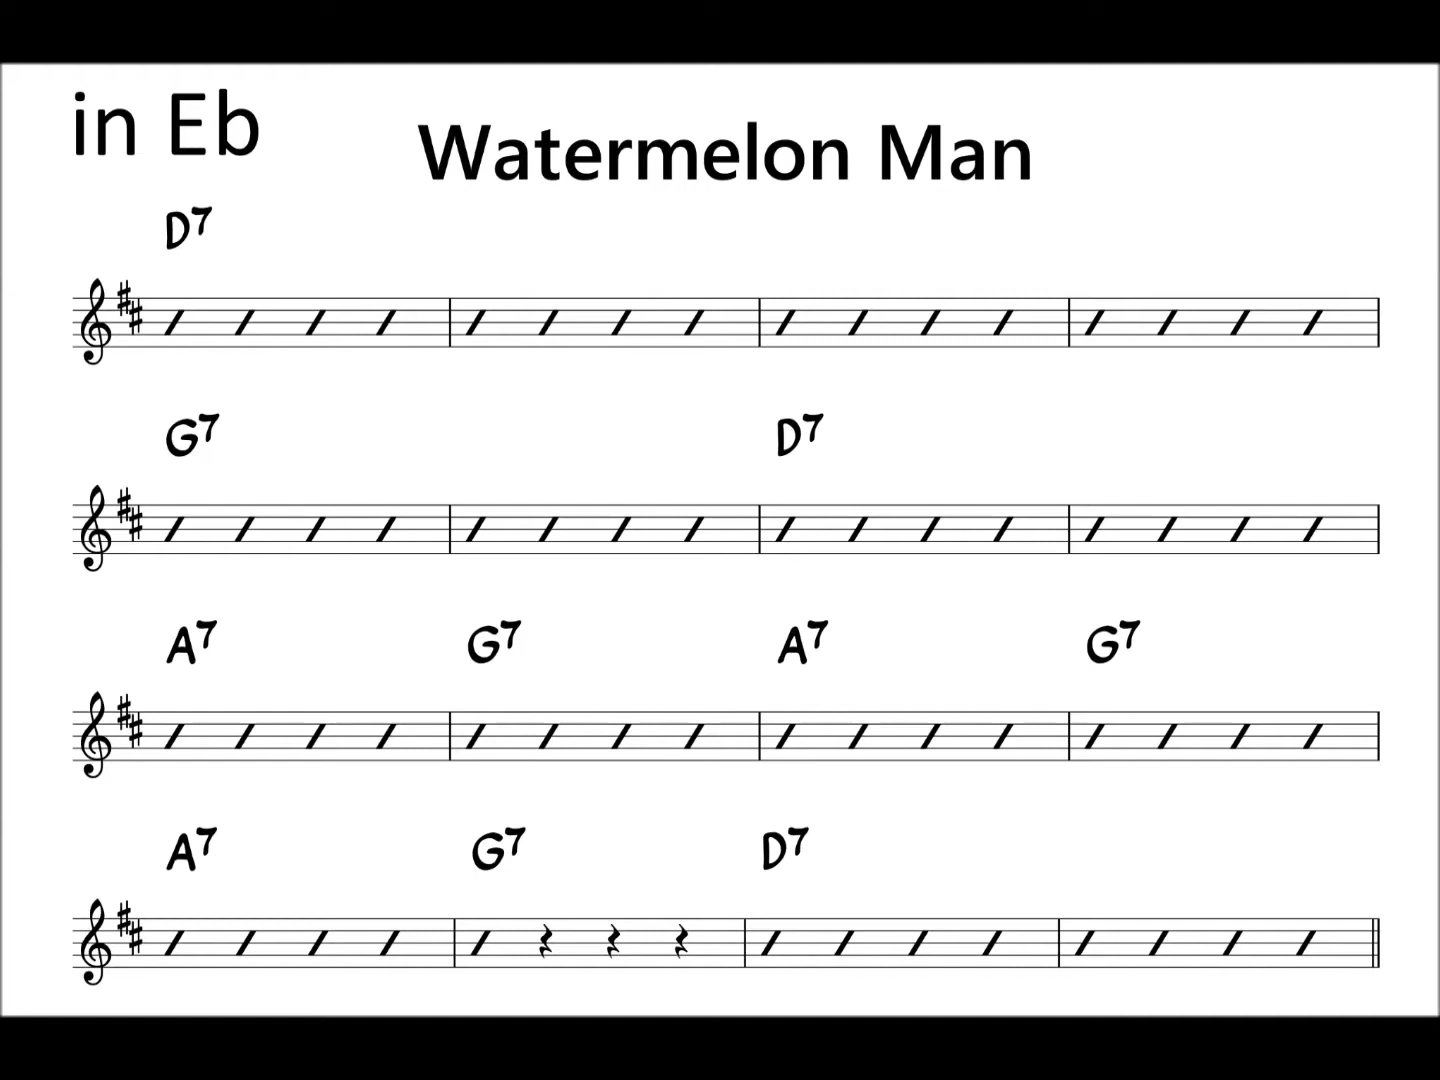 in Eb
Watermelon Man
D7
G7 D7
A7 G7 A7 G7
A7 G7 D7